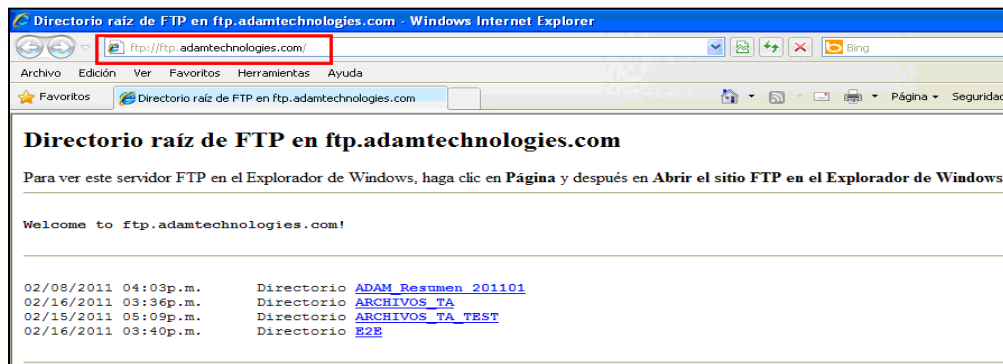 Directorio raíz de FTP en ftp.adamtechnologies.com - Windows Internet Explorer
ftp://ftp.adamtechnologies.com/
Bing
Archivo Edición Ver Favoritos Herramientas Ayuda
Favoritos Directorio raíz de FTP en ftp.adamtechnologies.com Página Seguridad
Directorio raíz de FTP en ftp.adamtechnologies.com
Para ver este servidor FTP en el Explorador de Windows, haga clic en Página y después en Abrir el sitio FTP en el Explorador de Windows
Welcome to ftp.adamtechnologies.com!
02/08/2011 04:03p.m. Directorio ADAM_Resumen_201101
02/16/2011 03:36p.m. Directorio ARCHIVOS_TA
02/15/2011 05:09p.m. Directorio ARCHIVOS_TA_TEST
02/16/2011 03:40p.m. Directorio E2E